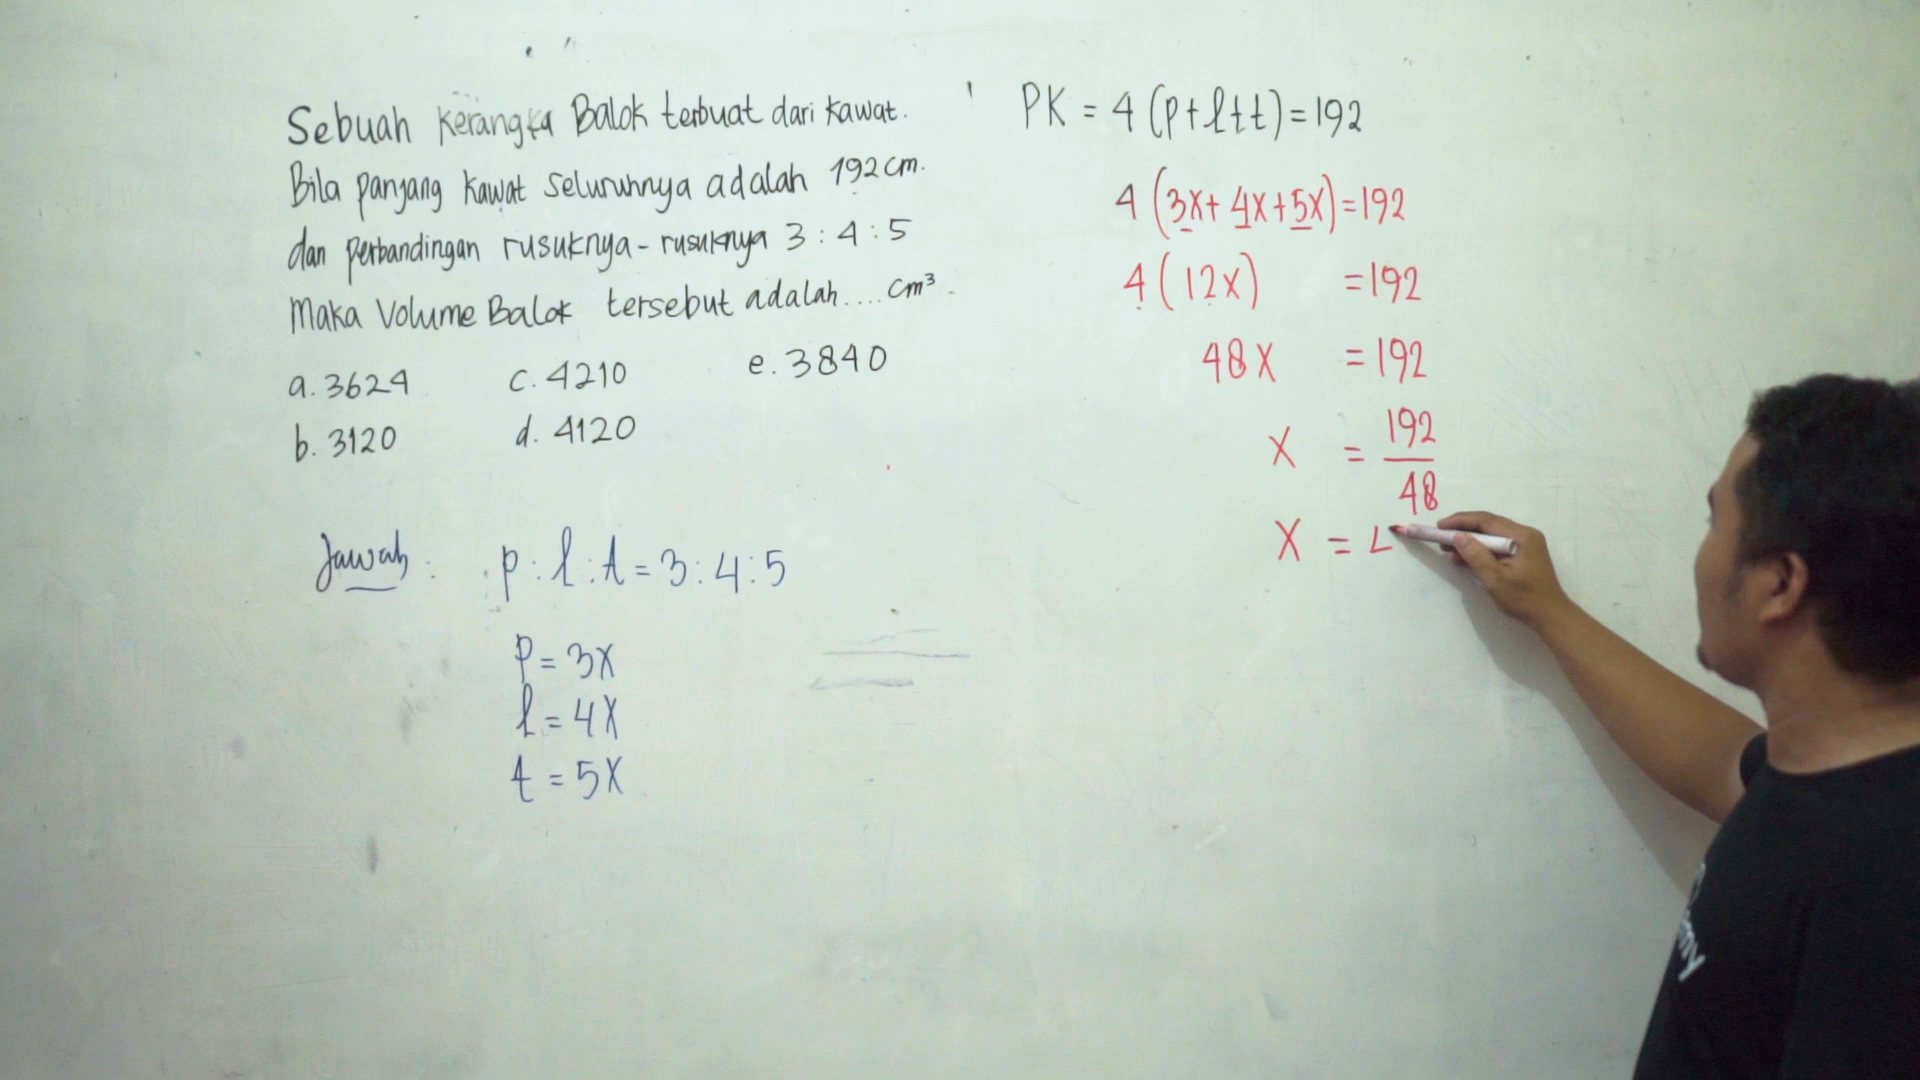 Sebuah kerangka Balok terbuat dari kawat.
Bila panjang kawat seluruhnya adalah 192 cm.
dan perbandingan rusuknya - rusuknya 3 : 4 : 5
Maka Volume Balok tersebut adalah .... cm³.
a. 3624 c. 4210 e. 3840
b. 3120 d. 4120
Jawab : p : l : t = 3 : 4 : 5
p = 3x
l = 4x
t = 5x
PK = 4 (p + l + t) = 192
4 (3x + 4x + 5x) = 192
4 (12x) = 192
48x = 192
x = 192
48
x =